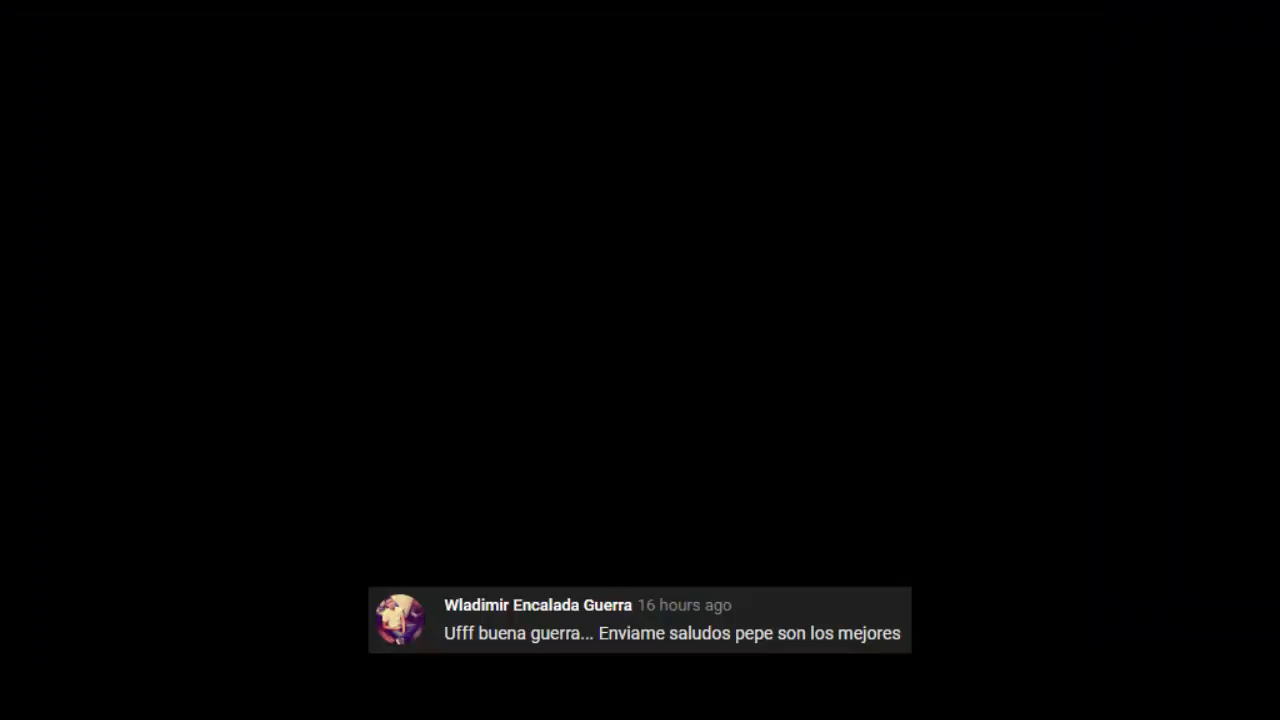 Wladimir Encalada Guerra 16 hours ago
Ufff buena guerra... Enviame saludos pepe son los mejores